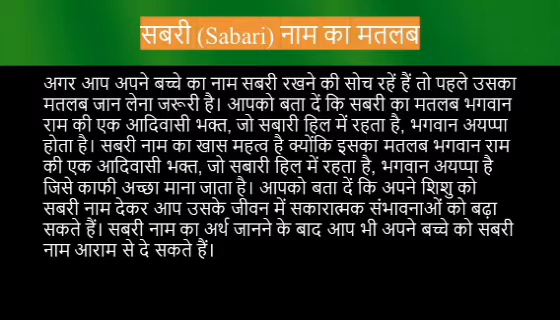 सबरी (Sabari) नाम का मतलब
अगर आप अपने बच्चे का नाम सबरी रखने की सोच रहें हैं तो पहले उसका
मतलब जान लेना जरूरी है। आपको बता दें कि सबरी का मतलब भगवान
राम की एक आदिवासी भक्त, जो सबारी हिल में रहता है, भगवान अयप्पा
होता है। सबरी नाम का खास महत्व है क्योंकि इसका मतलब भगवान राम
की एक आदिवासी भक्त, जो सबारी हिल में रहता है, भगवान अयप्पा है
जिसे काफी अच्छा माना जाता है। आपको बता दें कि अपने शिशु को
सबरी नाम देकर आप उसके जीवन में सकारात्मक संभावनाओं को बढ़ा
सकते हैं। सबरी नाम का अर्थ जानने के बाद आप भी अपने बच्चे को सबरी
नाम आराम से दे सकते हैं।